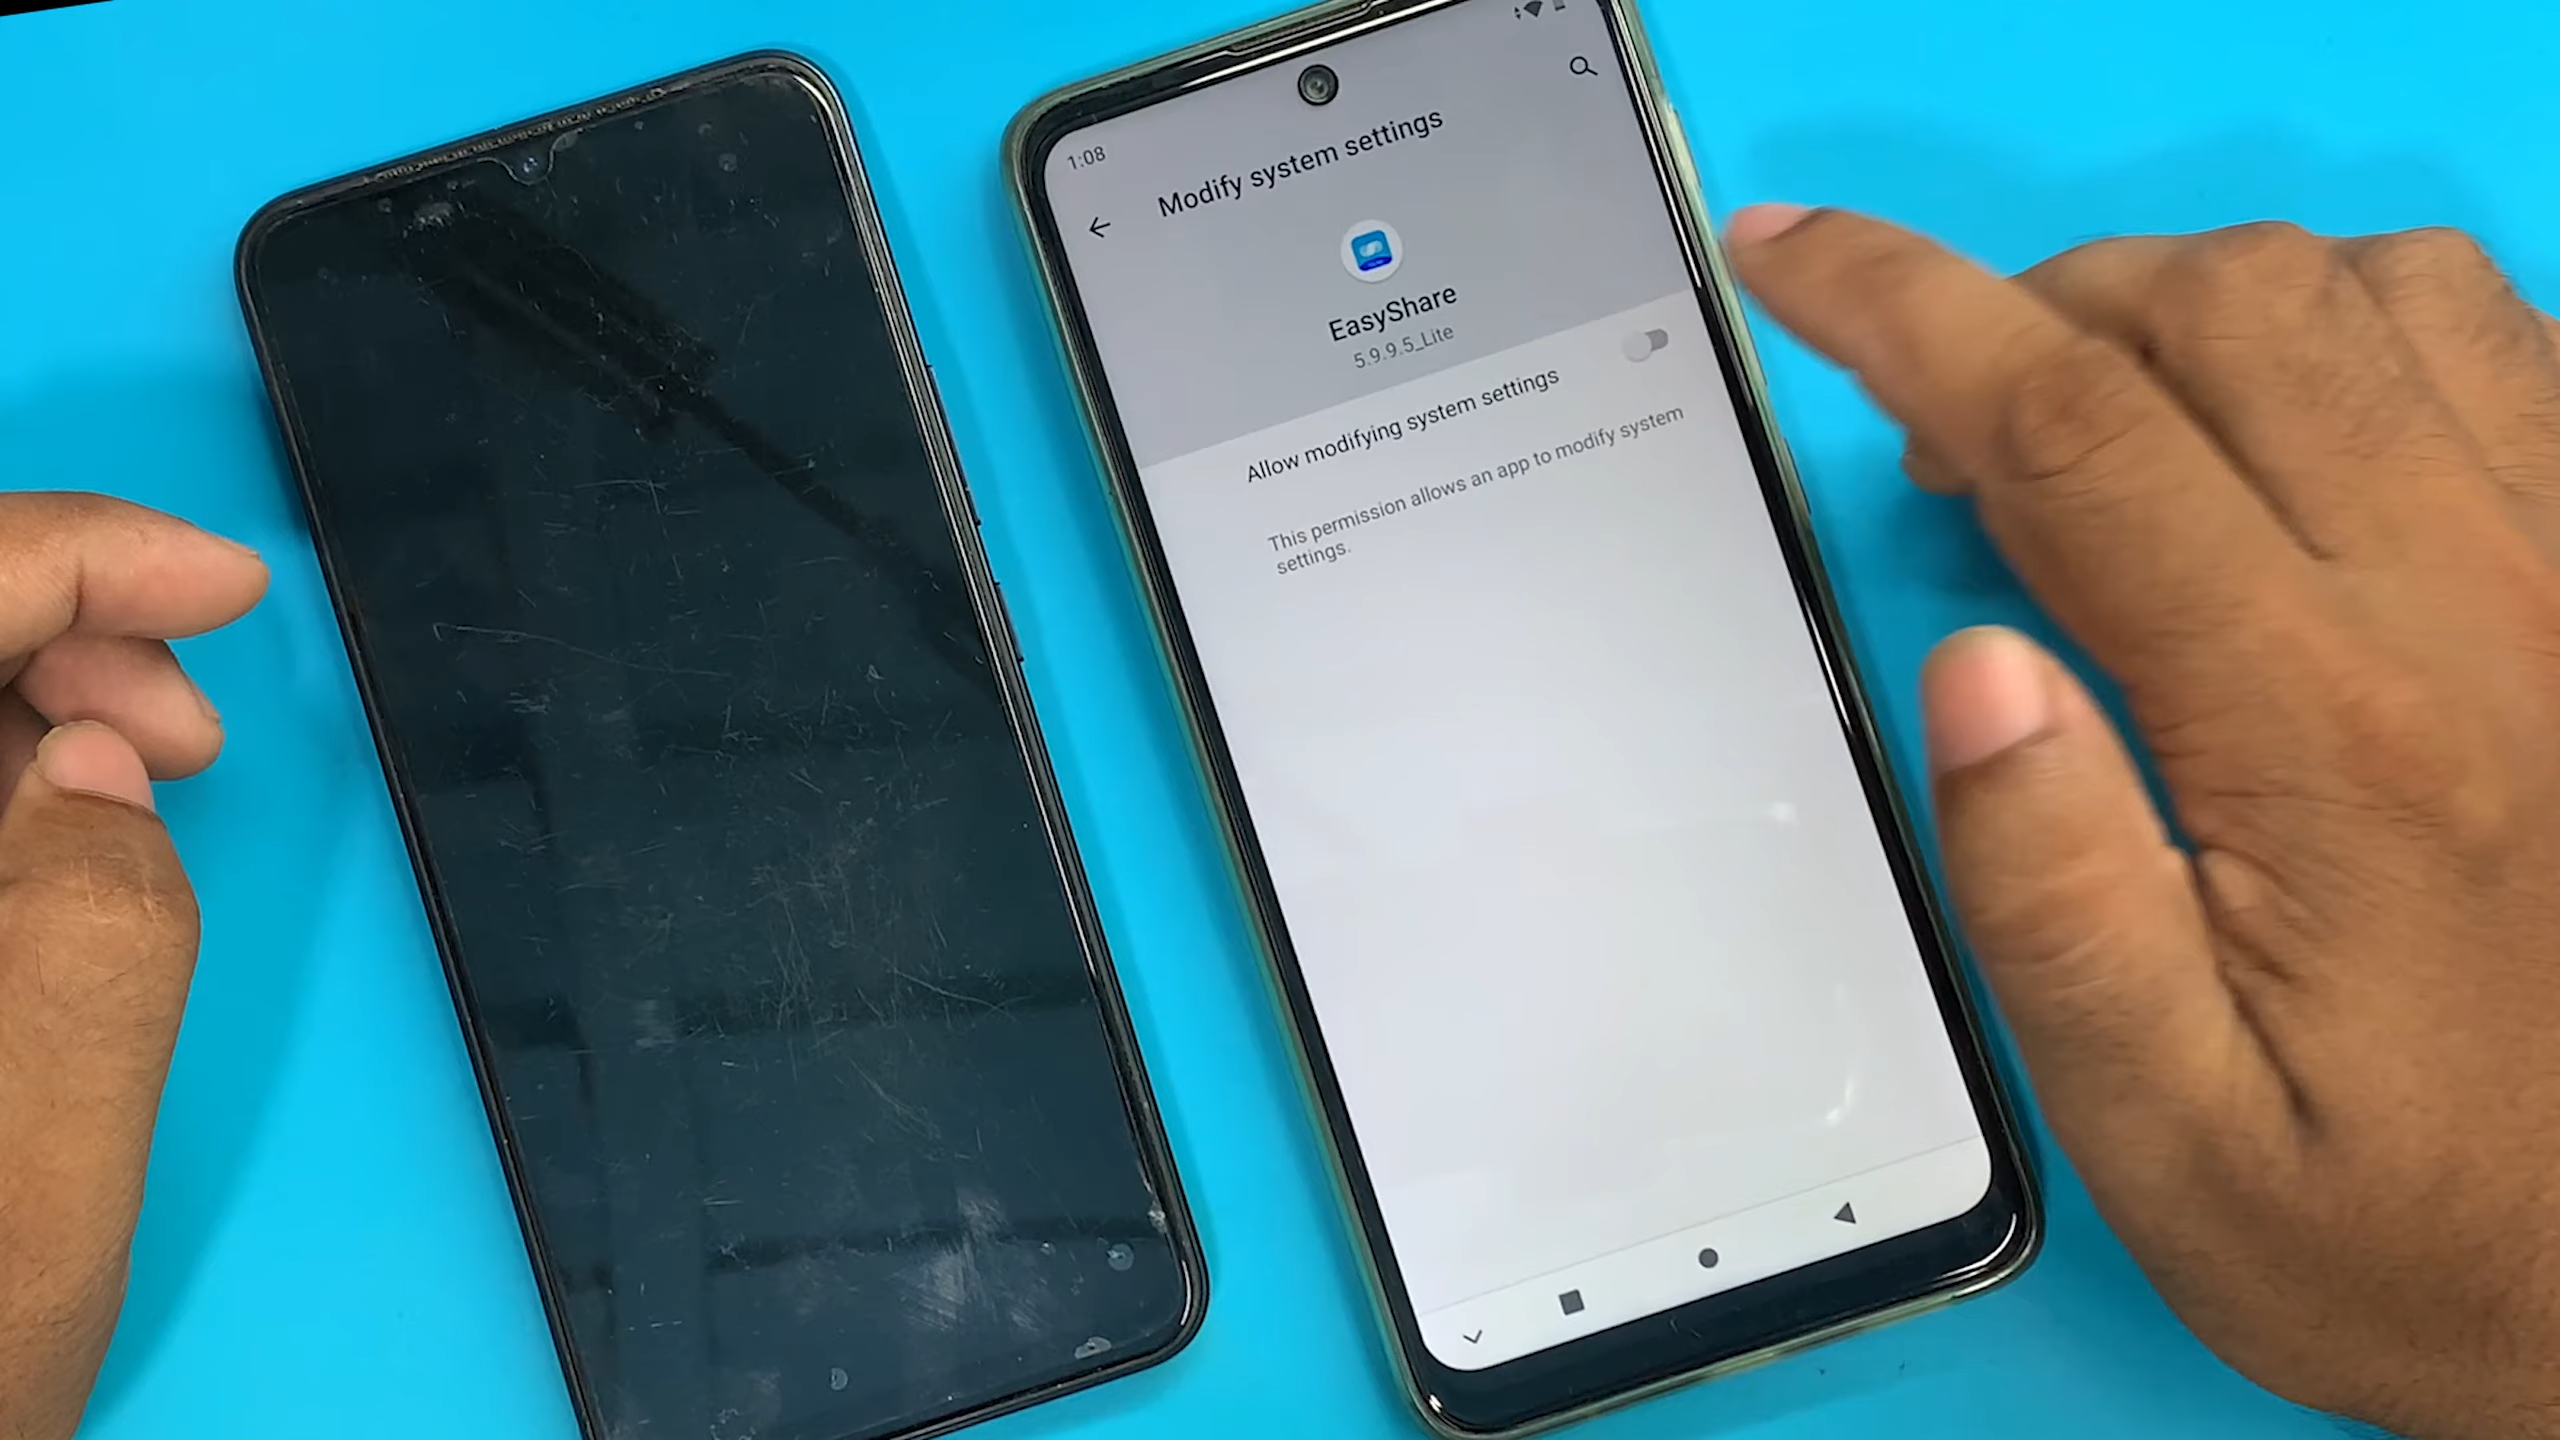 1:08
Modify system settings
EasyShare
5.9.9.5_Lite
Allow modifying system settings
This permission allows an app to modify system
settings.